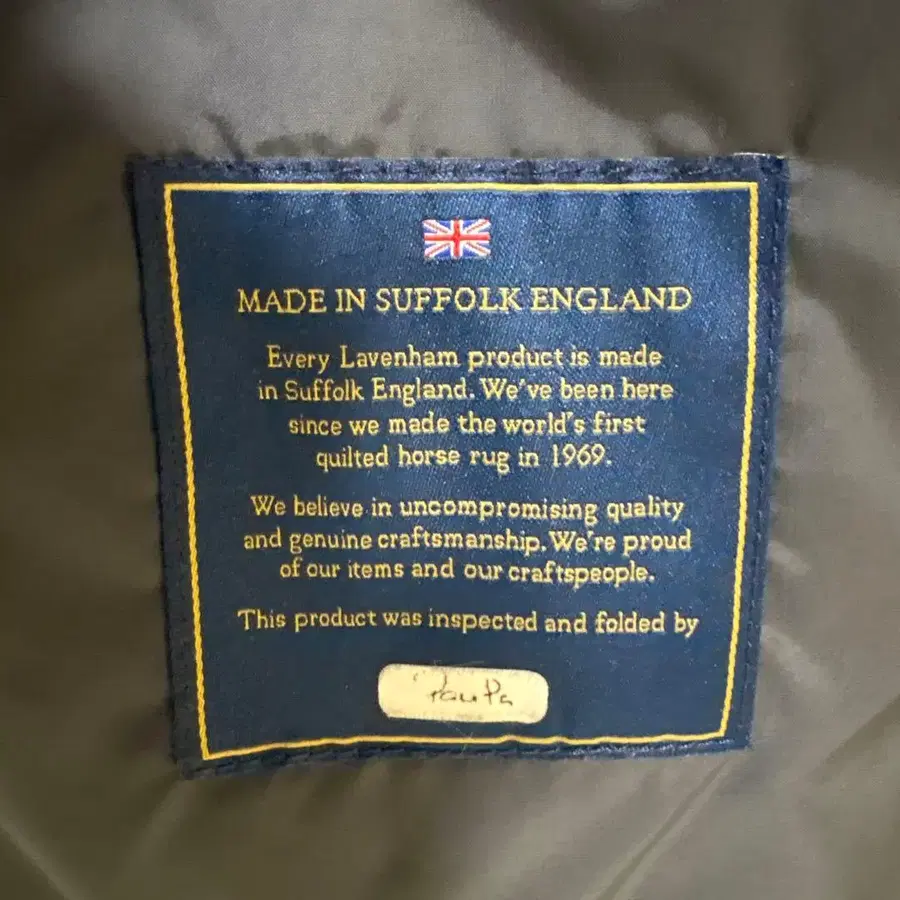 MADE IN SUFFOLK ENGLAND
Every Lavenham product is made
in Suffolk England. We've been here
since we made the world's first
quilted horse rug in 1969.
We believe in uncompromising quality
and genuine craftsmanship. We're proud
of our items and our craftspeople.
This product was inspected and folded by